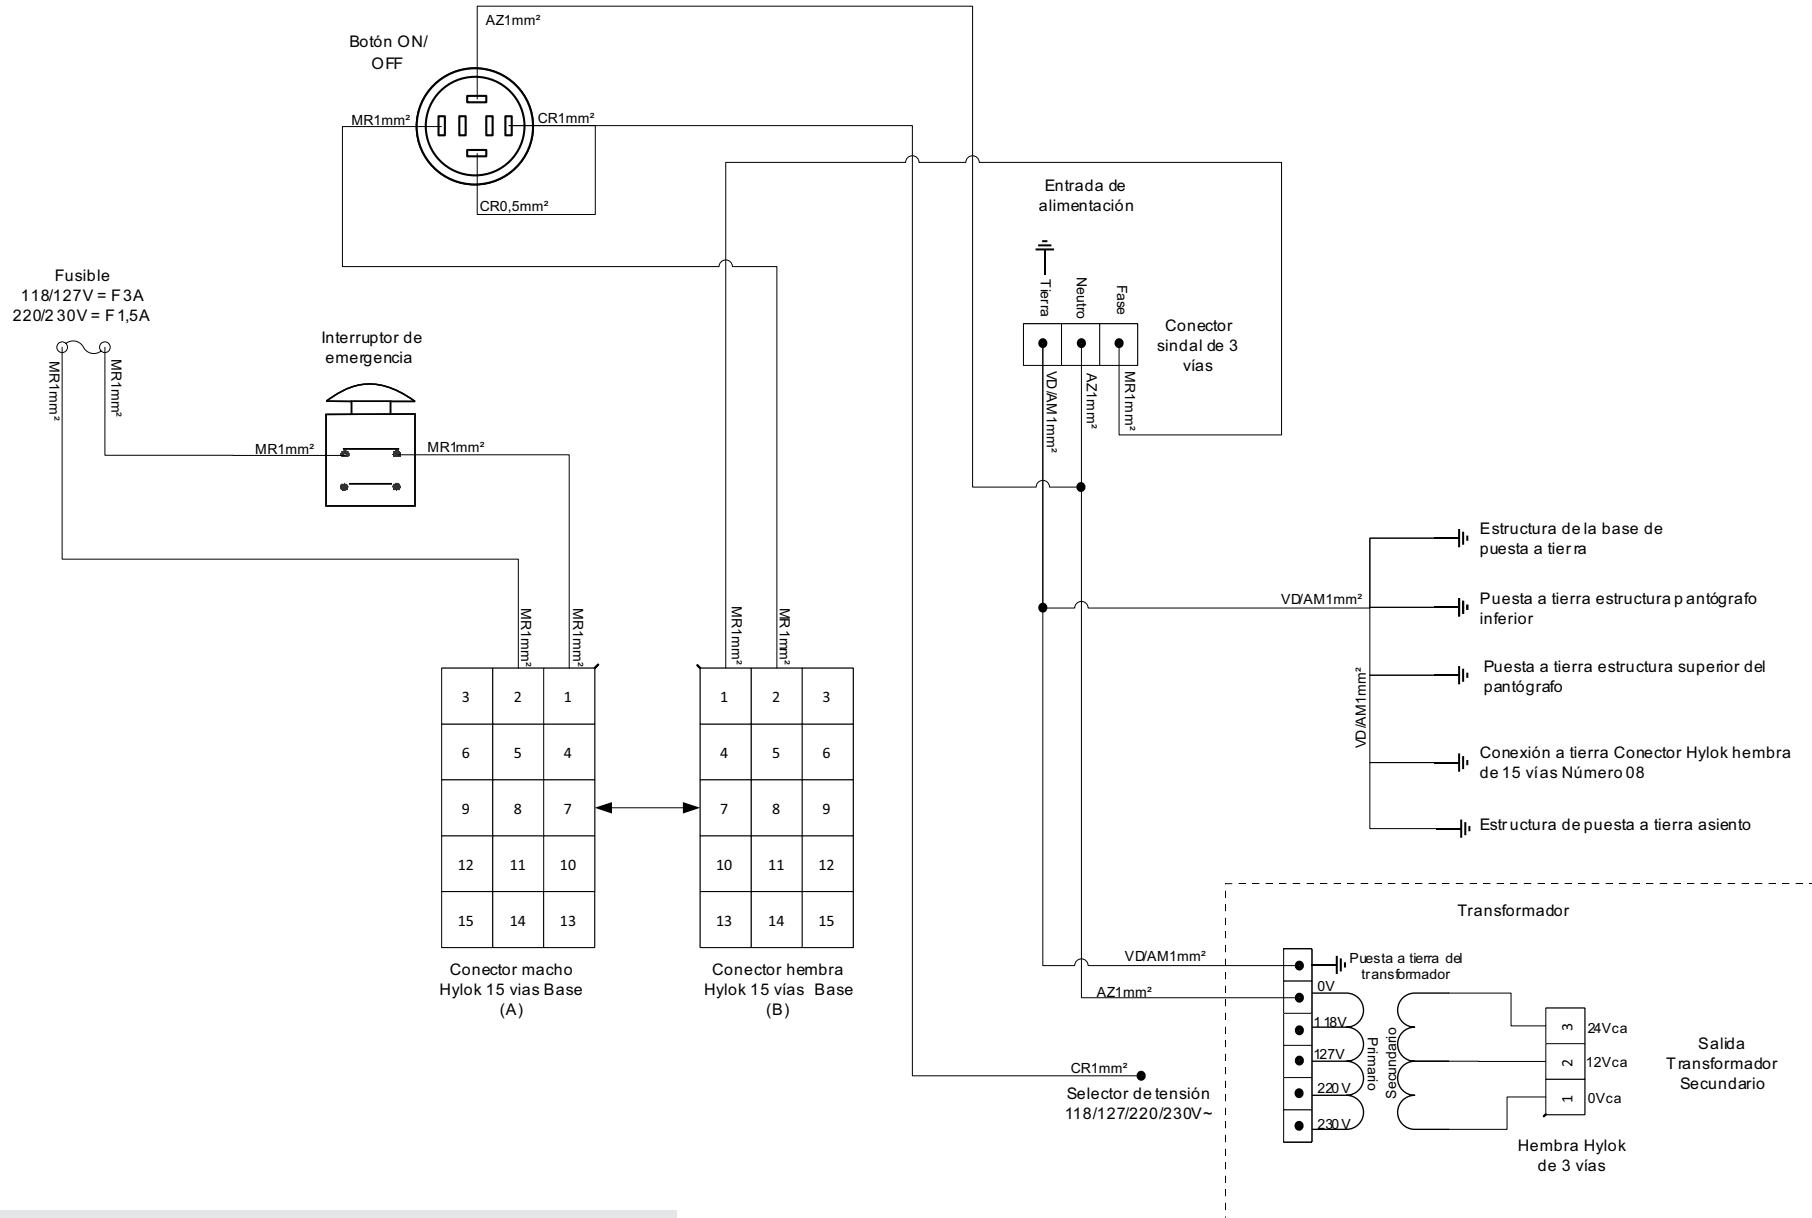 AZ1mm²
Botón ON/
OFF
MR1mm²
CR1mm²
CR0,5mm²
Entrada de
alimentación
Tierra
Neutro
Fase
Conector
sindal de 3
vías
VD/AM1mm²
AZ1mm²
MR1mm²
Fusible
118/127V = F3A
220/230V = F1,5A
MR1mm²
MR1mm²
Interruptor de
emergencia
MR1mm²
MR1mm²
MR1mm²
MR1mm²
MR1mm²
MR1mm²
3 2 1
6 5 4
9 8 7
12 11 10
15 14 13
Conector macho
Hylok 15 vias Base
(A)
1 2 3
4 5 6
7 8 9
10 11 12
13 14 15
Conector hembra
Hylok 15 vías Base
(B)
VD/AM1mm²
VD/AM1mm²
Estructura de la base de
puesta a tierra
Puesta a tierra estructura pantógrafo
inferior
Puesta a tierra estructura superior del
pantógrafo
Conexión a tierra Conector Hylok hembra
de 15 vías Número 08
Estructura de puesta a tierra asiento
Transformador
VD/AM1mm²
Puesta a tierra del
transformador
AZ1mm²
0V
118V
127V
220V
230V
Primario
Secundario
CR1mm²
Selector de tensión
118/127/220/230V~
3 24Vca
2 12Vca
1 0Vca
Salida
Transformador
Secundario
Hembra Hylok
de 3 vías